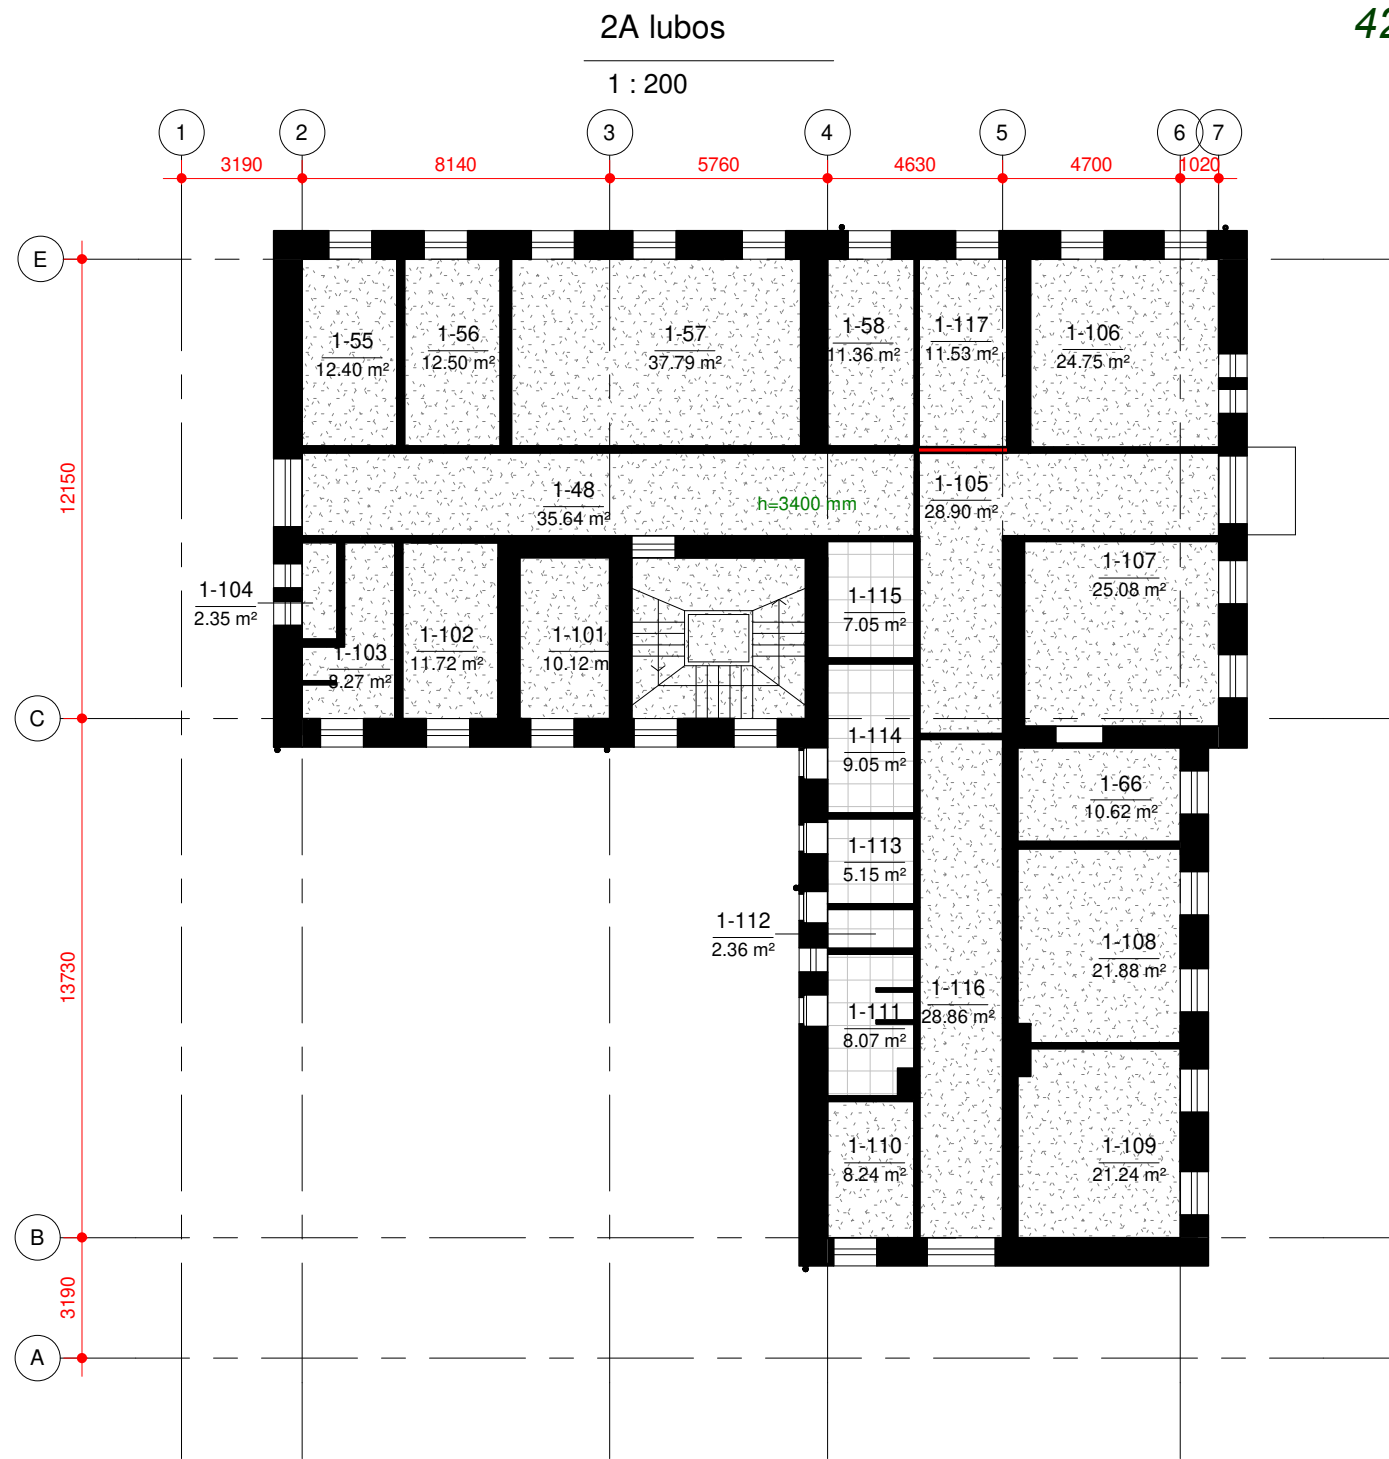 2A lubos
42
1 : 200
1 2 3 4 5 6 7
3190 8140 5760 4630 4700 1020
E
1-55
12.40 m²
1-56
12.50 m²
1-57
37.79 m²
1-58
11.36 m²
1-117
11.53 m²
1-106
24.75 m²
12150
1-48
35.64 m²
h=3400 mm
1-105
28.90 m²
1-104
2.35 m²
1-103
8.27 m²
1-102
11.72 m²
1-101
10.12 m
1-115
7.05 m²
1-107
25.08 m²
C
1-114
9.05 m²
1-66
10.62 m²
1-113
5.15 m²
1-112
2.36 m²
1-108
21.88 m²
13730
1-111
8.07 m²
1-116
28.86 m²
1-110
8.24 m²
1-109
21.24 m²
B
3190
A